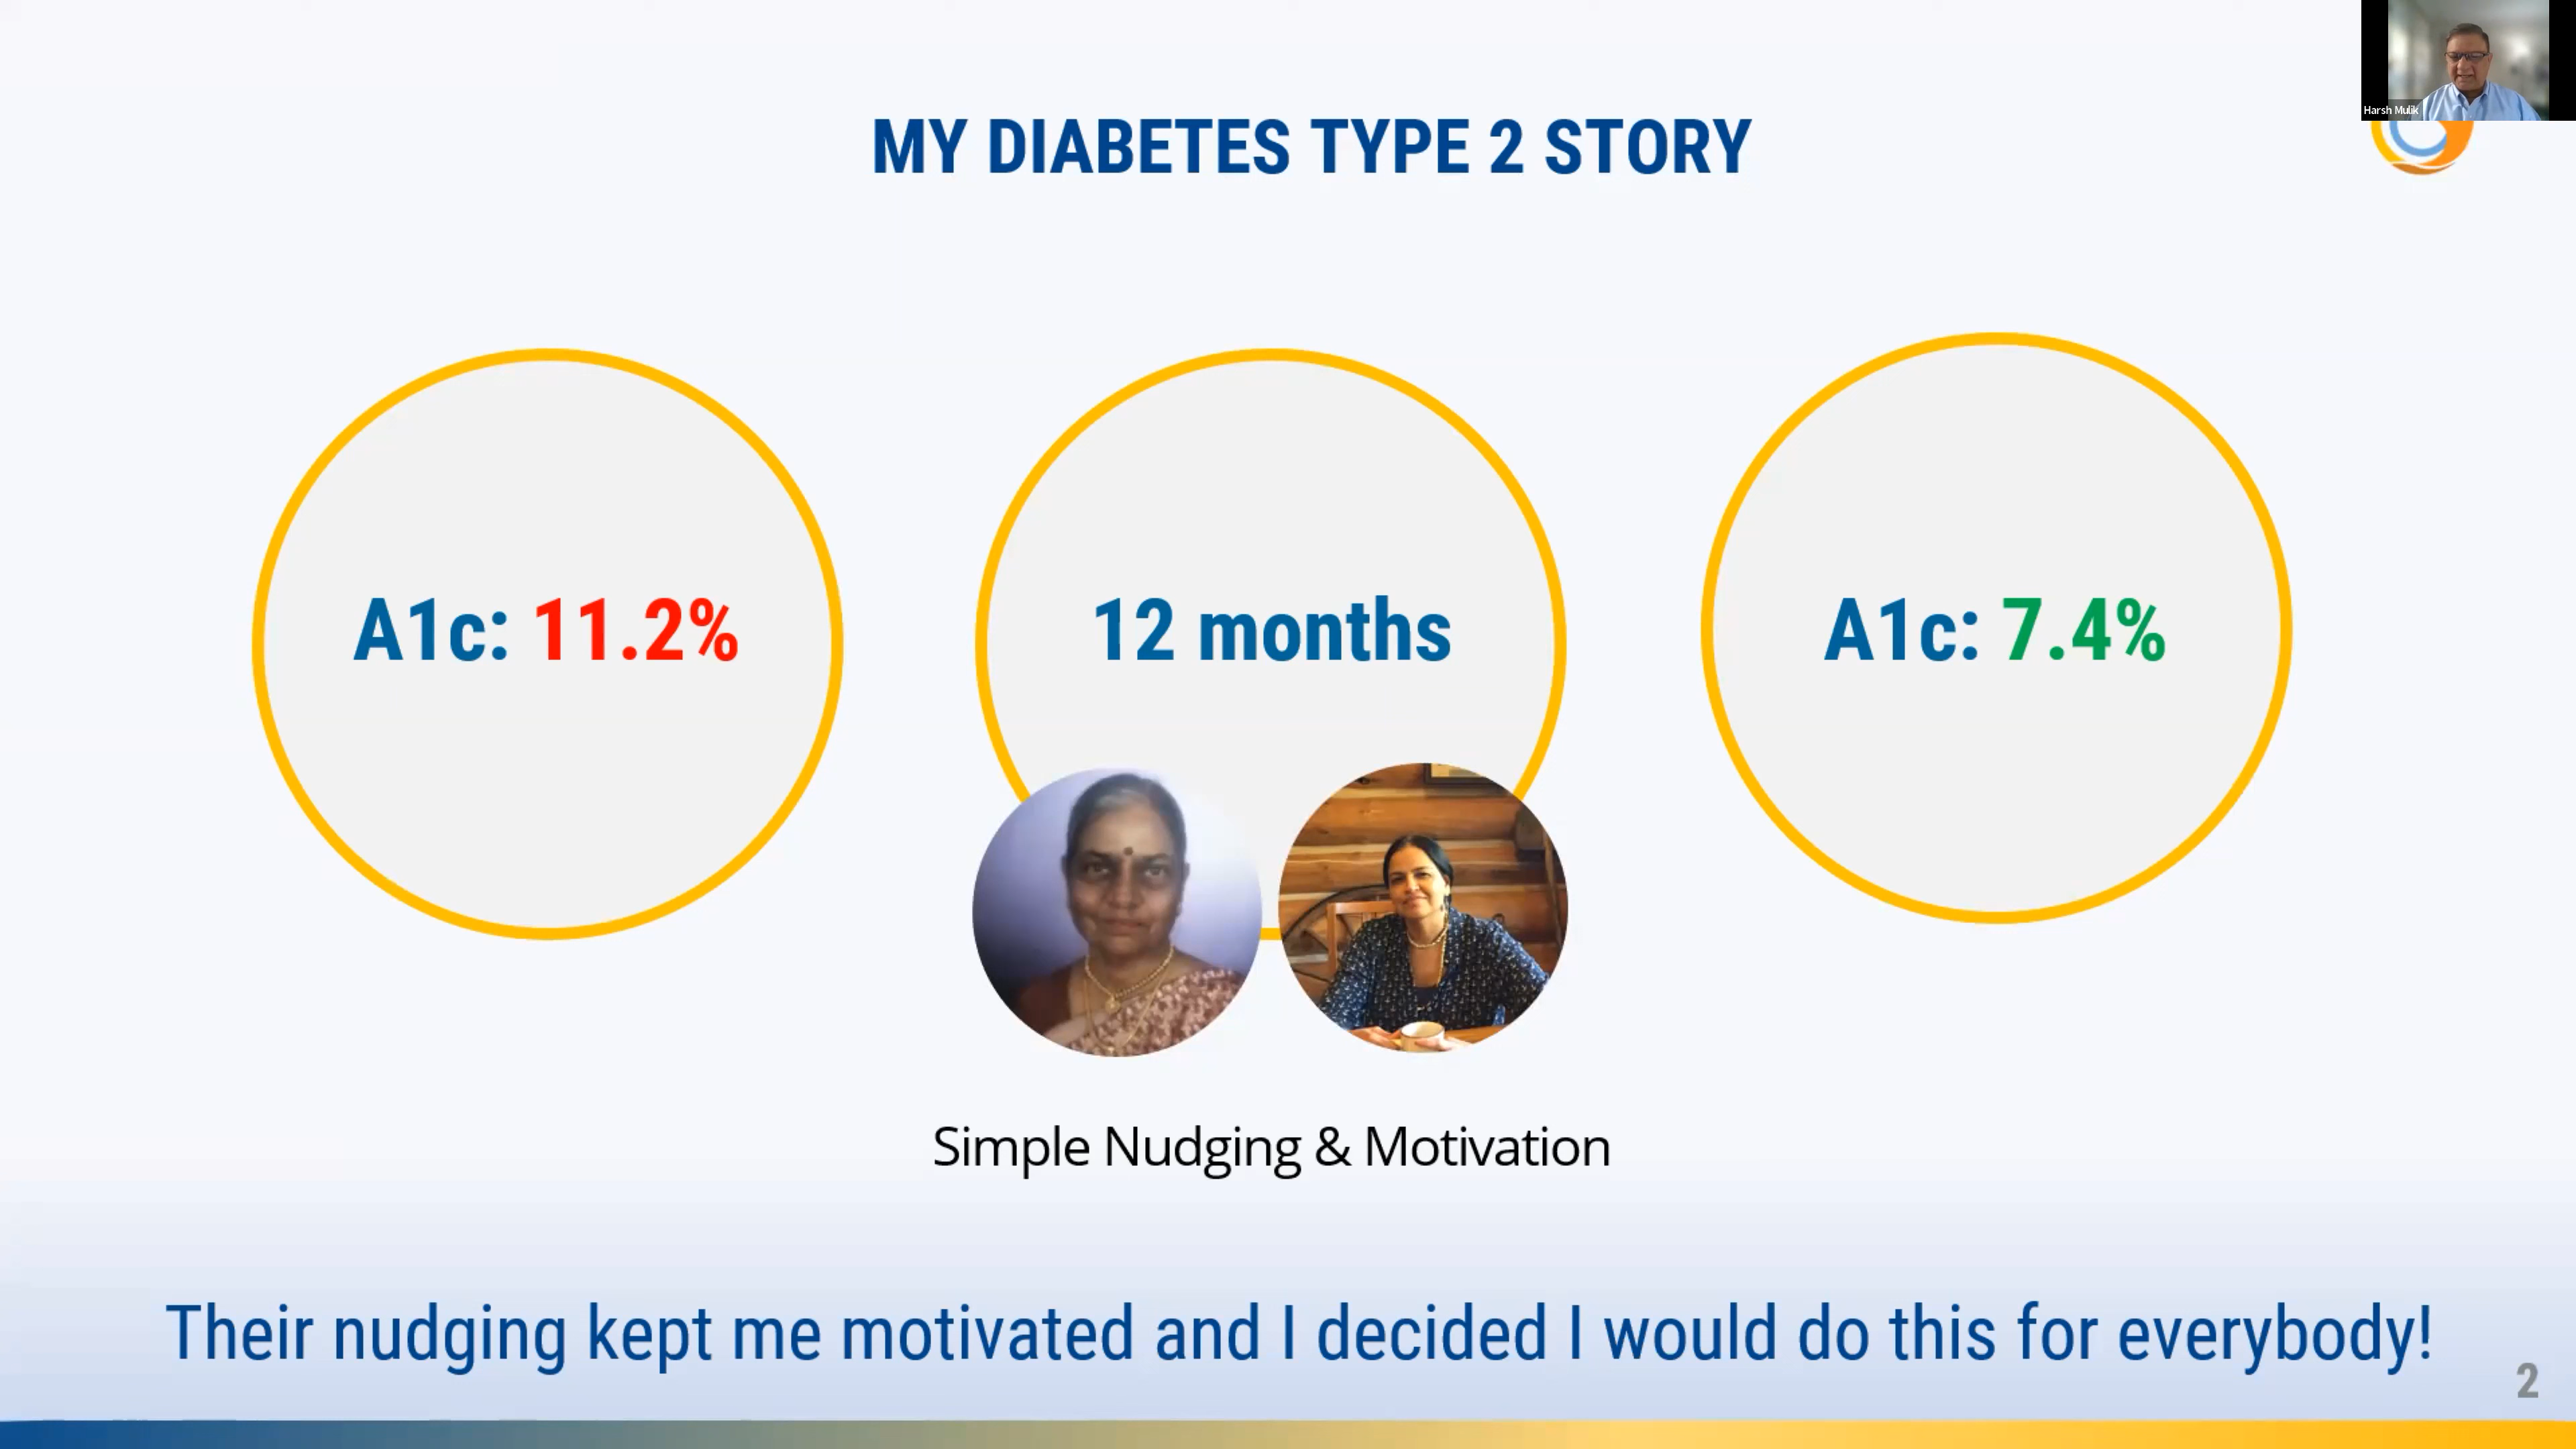 Harsh Mulik
MY DIABETES TYPE 2 STORY
A1c: 11.2%
12 months
A1c: 7.4%
Simple Nudging & Motivation
Their nudging kept me motivated and I decided I would do this for everybody!
2